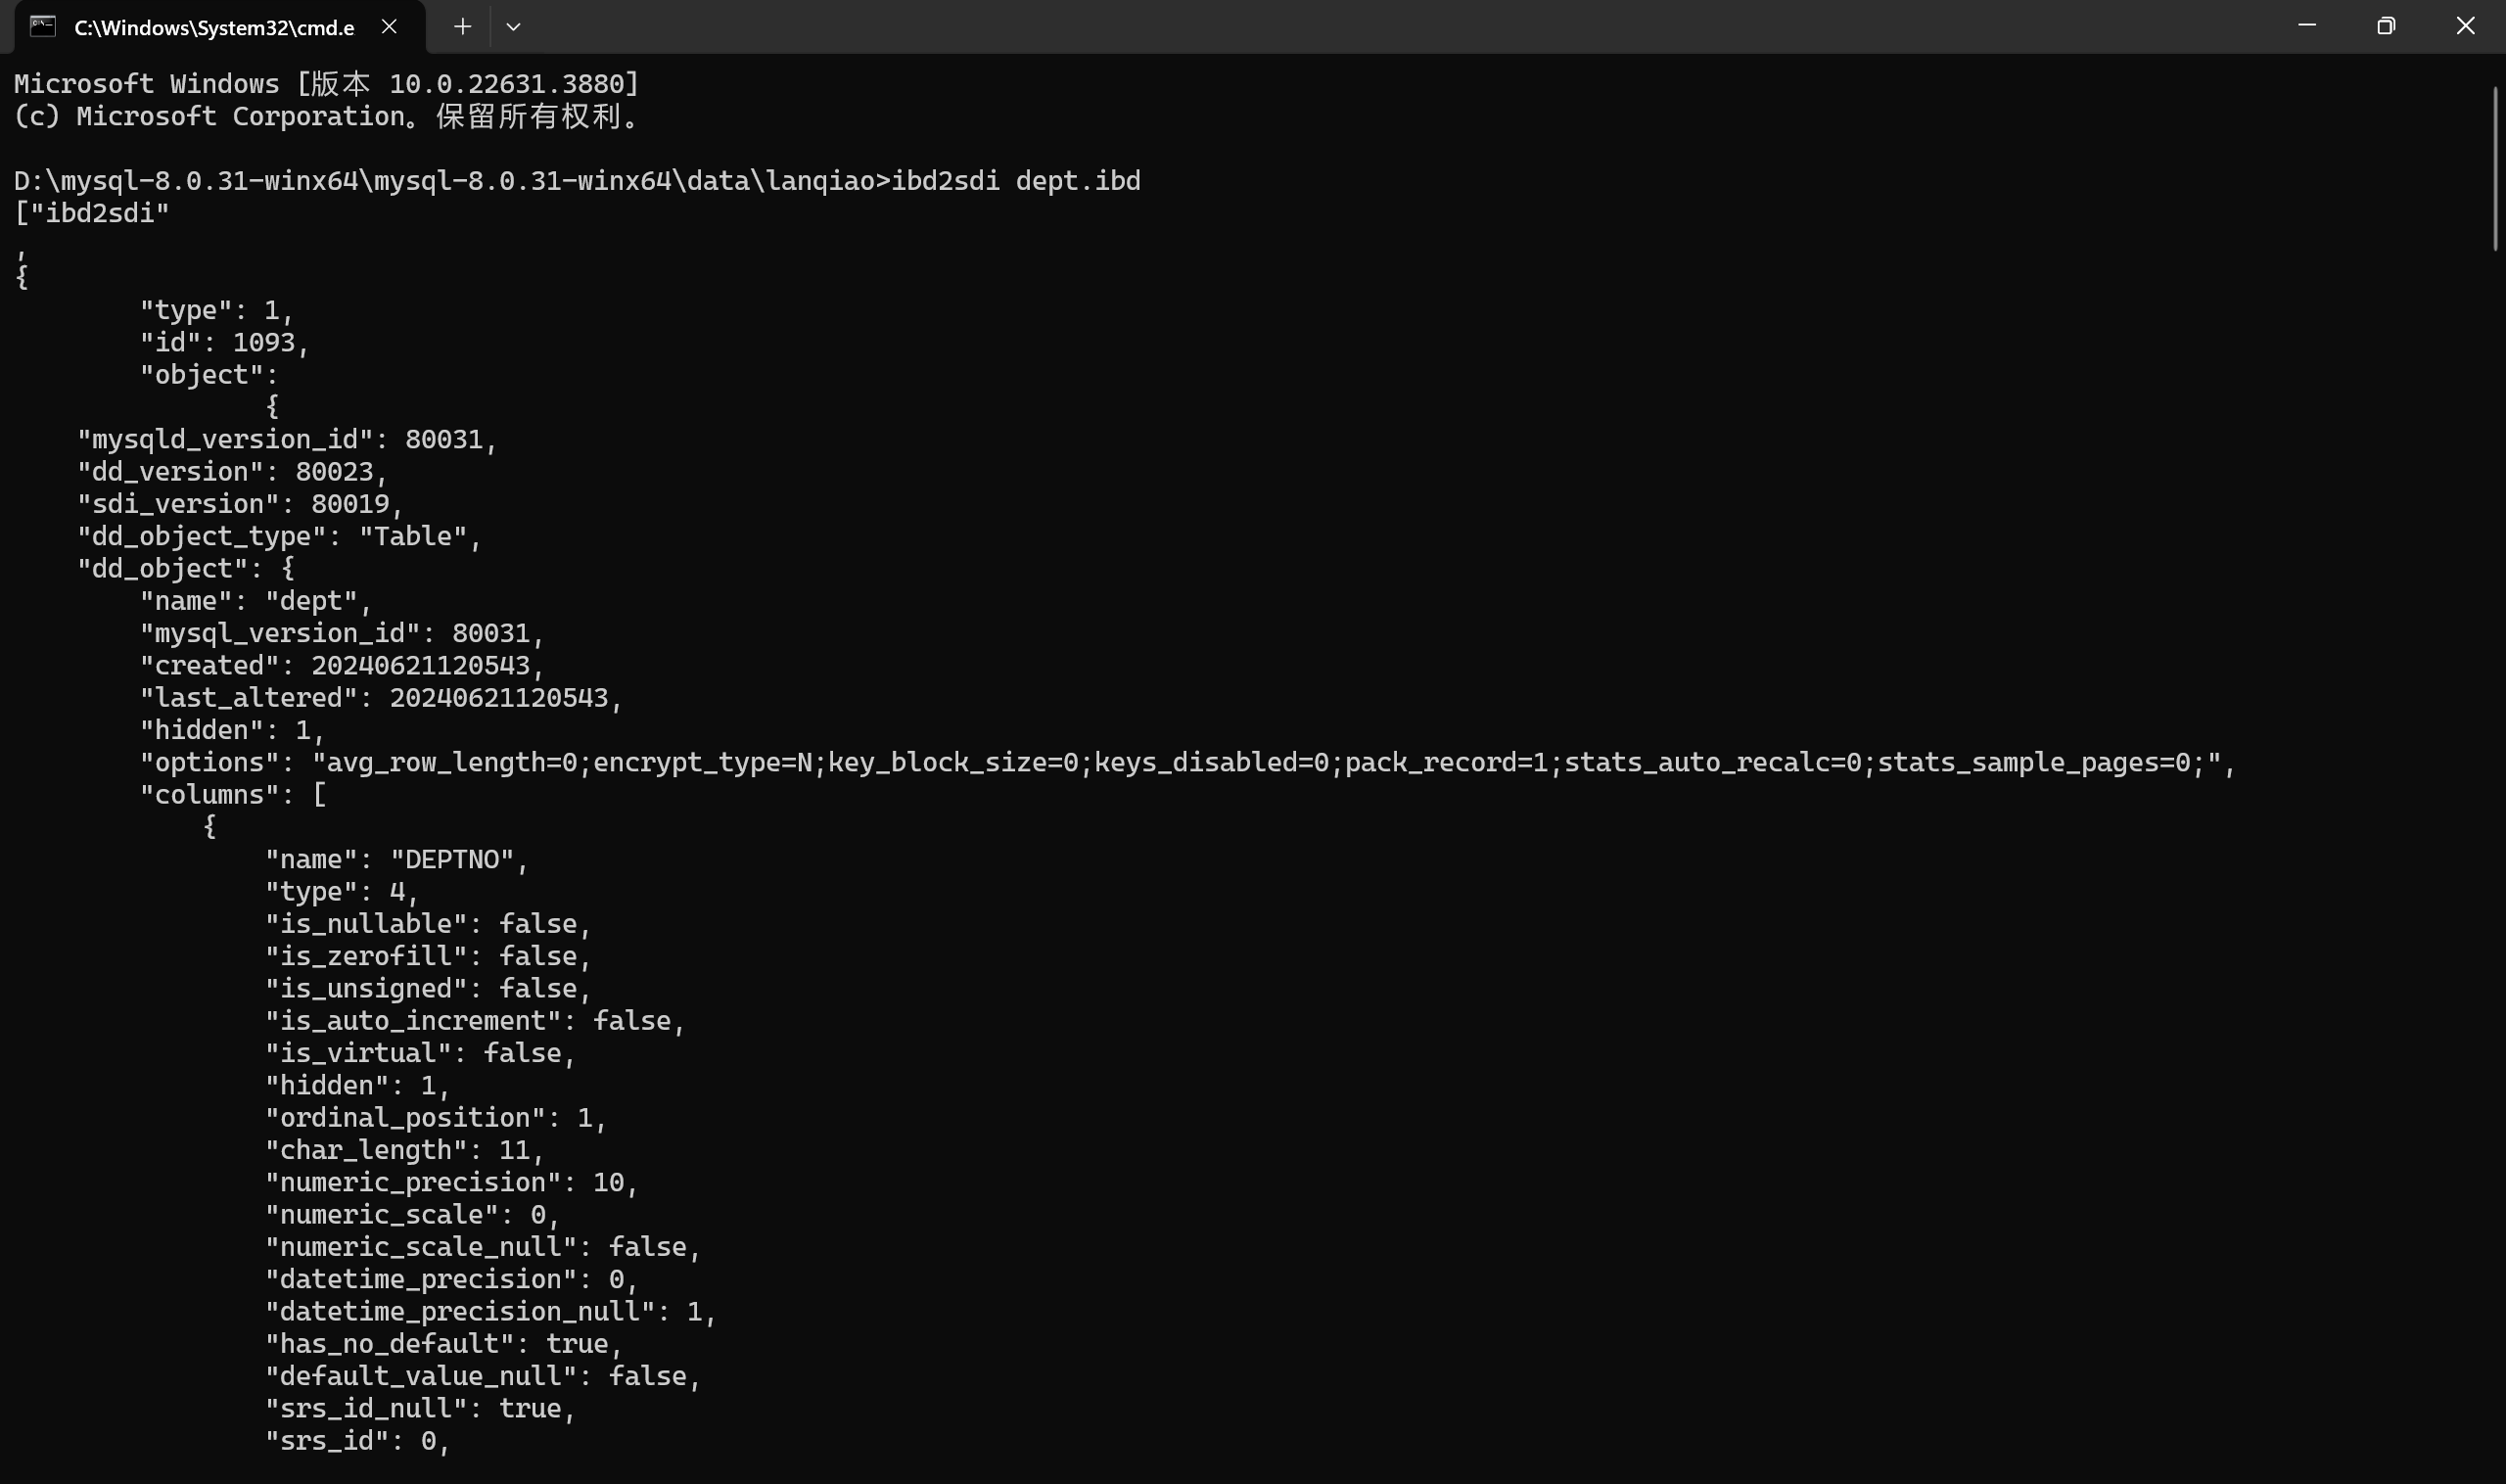 C:\Windows\System32\cmd.e
Microsoft Windows [版本 10.0.22631.3880]
(c) Microsoft Corporation。保留所有权利。
D:\mysql-8.0.31-winx64\mysql-8.0.31-winx64\data\lanqiao>ibd2sdi dept.ibd
["ibd2sdi"
,
{
        "type": 1,
        "id": 1093,
        "object":
                {
    "mysqld_version_id": 80031,
    "dd_version": 80023,
    "sdi_version": 80019,
    "dd_object_type": "Table",
    "dd_object": {
        "name": "dept",
        "mysql_version_id": 80031,
        "created": 20240621120543,
        "last_altered": 20240621120543,
        "hidden": 1,
        "options": "avg_row_length=0;encrypt_type=N;key_block_size=0;keys_disabled=0;pack_record=1;stats_auto_recalc=0;stats_sample_pages=0;",
        "columns": [
            {
                "name": "DEPTNO",
                "type": 4,
                "is_nullable": false,
                "is_zerofill": false,
                "is_unsigned": false,
                "is_auto_increment": false,
                "is_virtual": false,
                "hidden": 1,
                "ordinal_position": 1,
                "char_length": 11,
                "numeric_precision": 10,
                "numeric_scale": 0,
                "numeric_scale_null": false,
                "datetime_precision": 0,
                "datetime_precision_null": 1,
                "has_no_default": true,
                "default_value_null": false,
                "srs_id_null": true,
                "srs_id": 0,